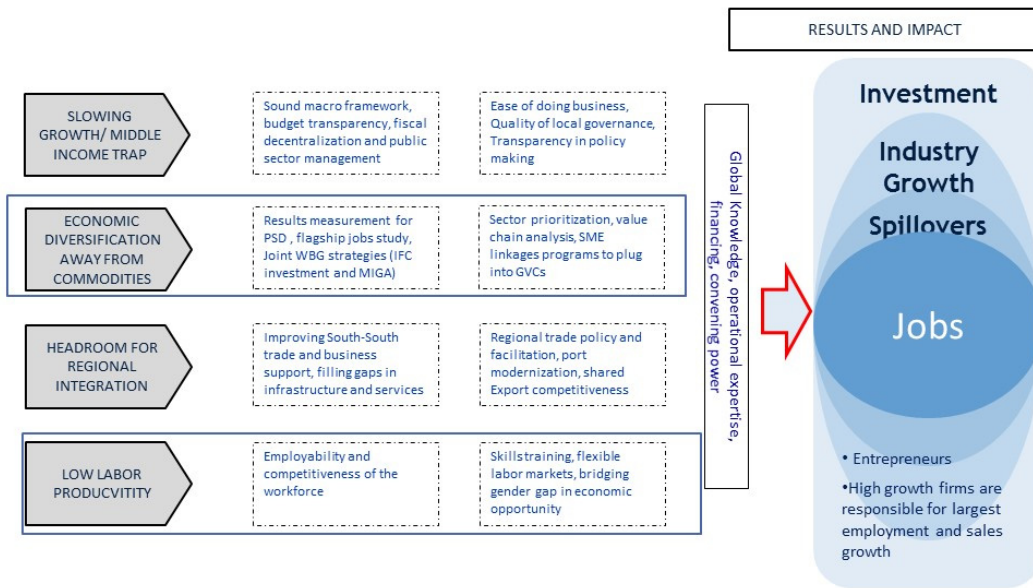 RESULTS AND IMPACT
SLOWING
GROWTH/ MIDDLE
INCOME TRAP
Sound macro framework,
budget transparency, fiscal
decentralization and public
sector management
Ease of doing business,
Quality of local governance,
Transparency in policy
making
ECONOMIC
DIVERSIFICATION
AWAY FROM
COMMODITIES
Results measurement for
PSD , flagship jobs study,
Joint WBG strategies (IFC
investment and MIGA)
Sector prioritization, value
chain analysis, SME
linkages programs to plug
into GVCs
HEADROOM FOR
REGIONAL
INTEGRATION
Improving South-South
trade and business
support, filling gaps in
infrastructure and services
Regional trade policy and
facilitation, port
modernization, shared
Export competitiveness
LOW LABOR
PRODUCVITITY
Employability and
competitiveness of the
workforce
Skills training, flexible
labor markets, bridging
gender gap in economic
opportunity
Global Knowledge, operational expertise,
financing, convening power
Investment
Industry
Growth
Spillovers
Jobs
• Entrepreneurs
•High growth firms are
responsible for largest
employment and sales
growth